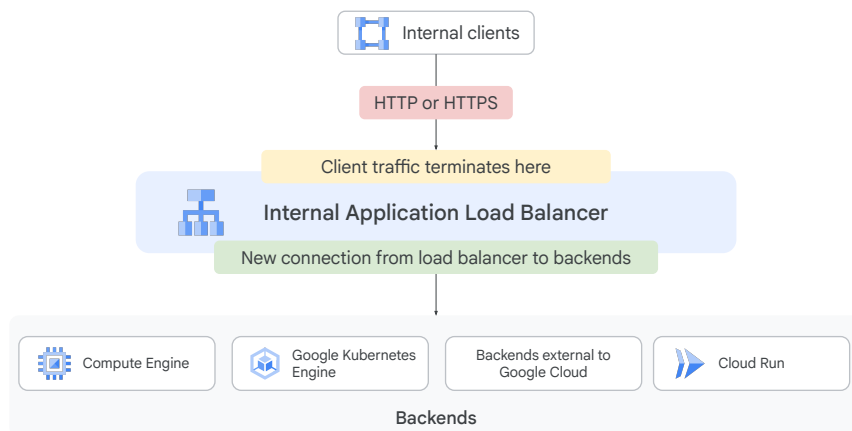 Internal clients
HTTP or HTTPS
Client traffic terminates here
Internal Application Load Balancer
New connection from load balancer to backends
Compute Engine
Google Kubernetes
Engine
Backends external to
Google Cloud
Cloud Run
Backends